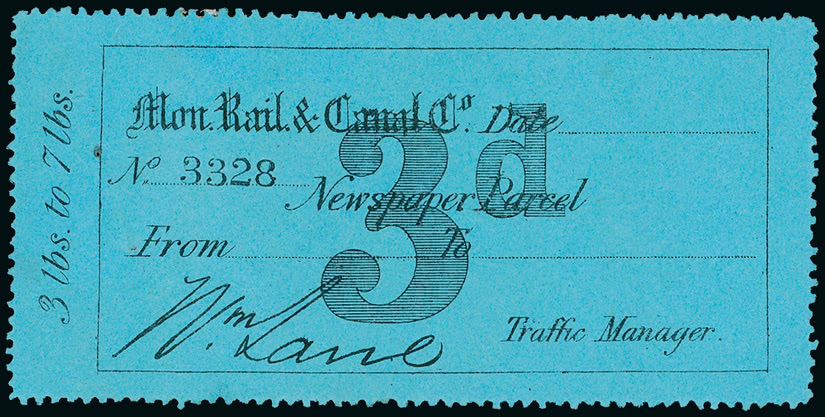 3 lbs. to 7 lbs.
Mon. Rail. & Canal Co. Date
No. 3328
Newspaper Parcel
3d
From To
Wm Lane
Traffic Manager.